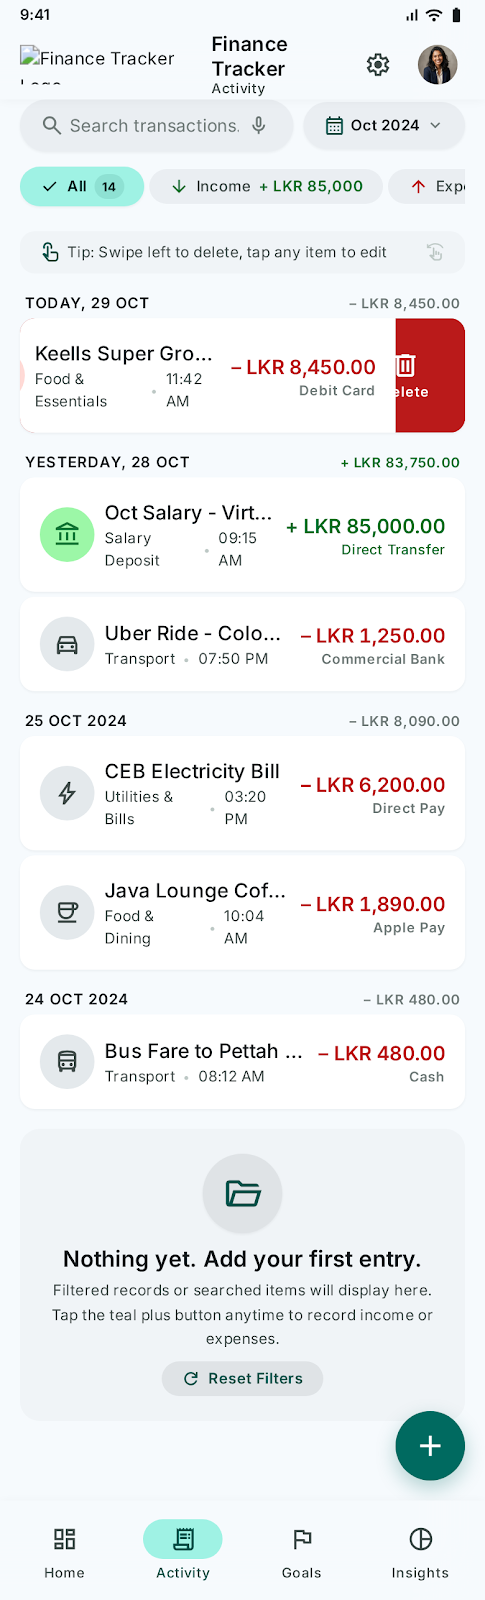 9:41
Finance Tracker
Finance
Tracker
Activity
Search transactions.
Oct 2024
All 14
Income + LKR 85,000
Exp
Tip: Swipe left to delete, tap any item to edit
TODAY, 29 OCT
– LKR 8,450.00
Keells Super Gro...
Food &
Essentials
11:42
AM
– LKR 8,450.00
Debit Card
elete
YESTERDAY, 28 OCT
+ LKR 83,750.00
Oct Salary - Virt...
Salary
Deposit
09:15
AM
+ LKR 85,000.00
Direct Transfer
Uber Ride - Colo...
Transport • 07:50 PM
– LKR 1,250.00
Commercial Bank
25 OCT 2024
– LKR 8,090.00
CEB Electricity Bill
Utilities &
Bills
03:20
PM
– LKR 6,200.00
Direct Pay
Java Lounge Cof...
Food &
Dining
10:04
AM
– LKR 1,890.00
Apple Pay
24 OCT 2024
– LKR 480.00
Bus Fare to Pettah ...
Transport • 08:12 AM
– LKR 480.00
Cash
Nothing yet. Add your first entry.
Filtered records or searched items will display here.
Tap the teal plus button anytime to record income or
expenses.
Reset Filters
Home
Activity
Goals
Insights